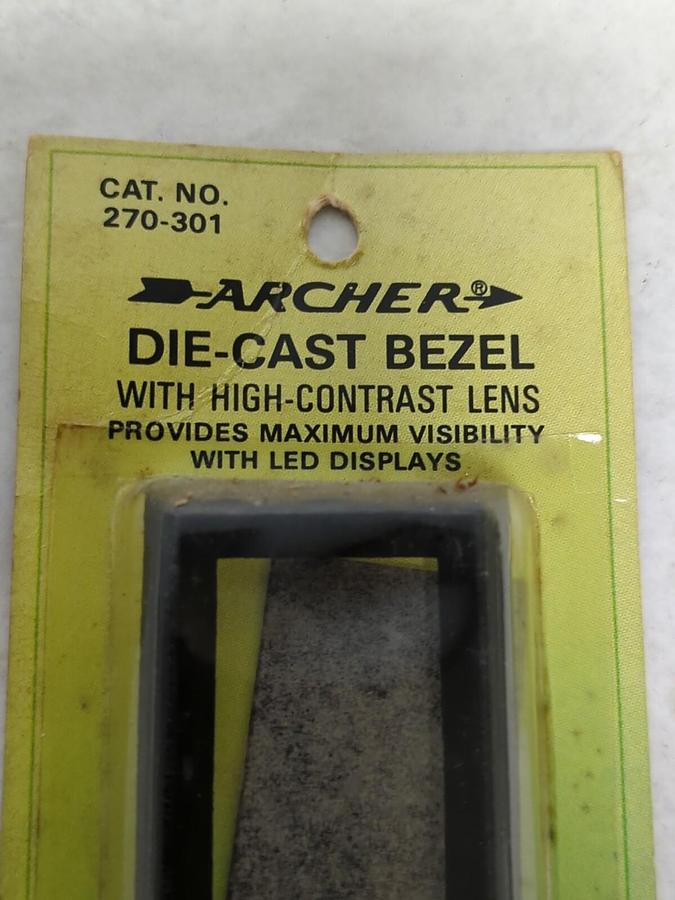 CAT. NO.
270-301
ARCHER®
DIE-CAST BEZEL
WITH HIGH-CONTRAST LENS
PROVIDES MAXIMUM VISIBILITY
WITH LED DISPLAYS